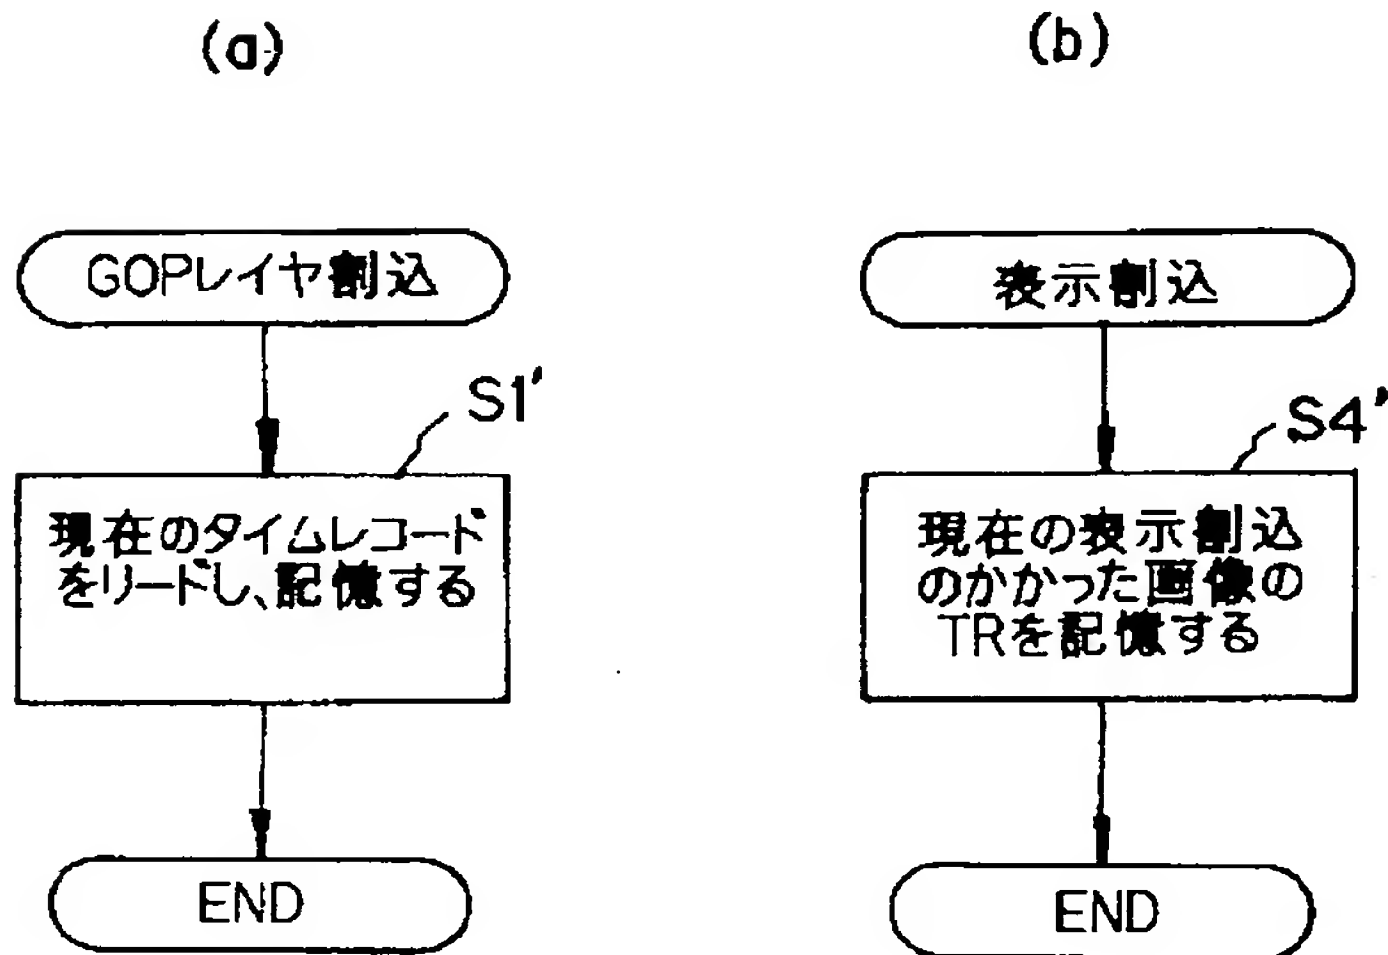 (a)
GOPレイヤ割込
S1'
現在のタイムレコード
をリードし、記憶する
END
(b)
表示割込
S4'
現在の表示割込
のかかった画像の
TRを記憶する
END